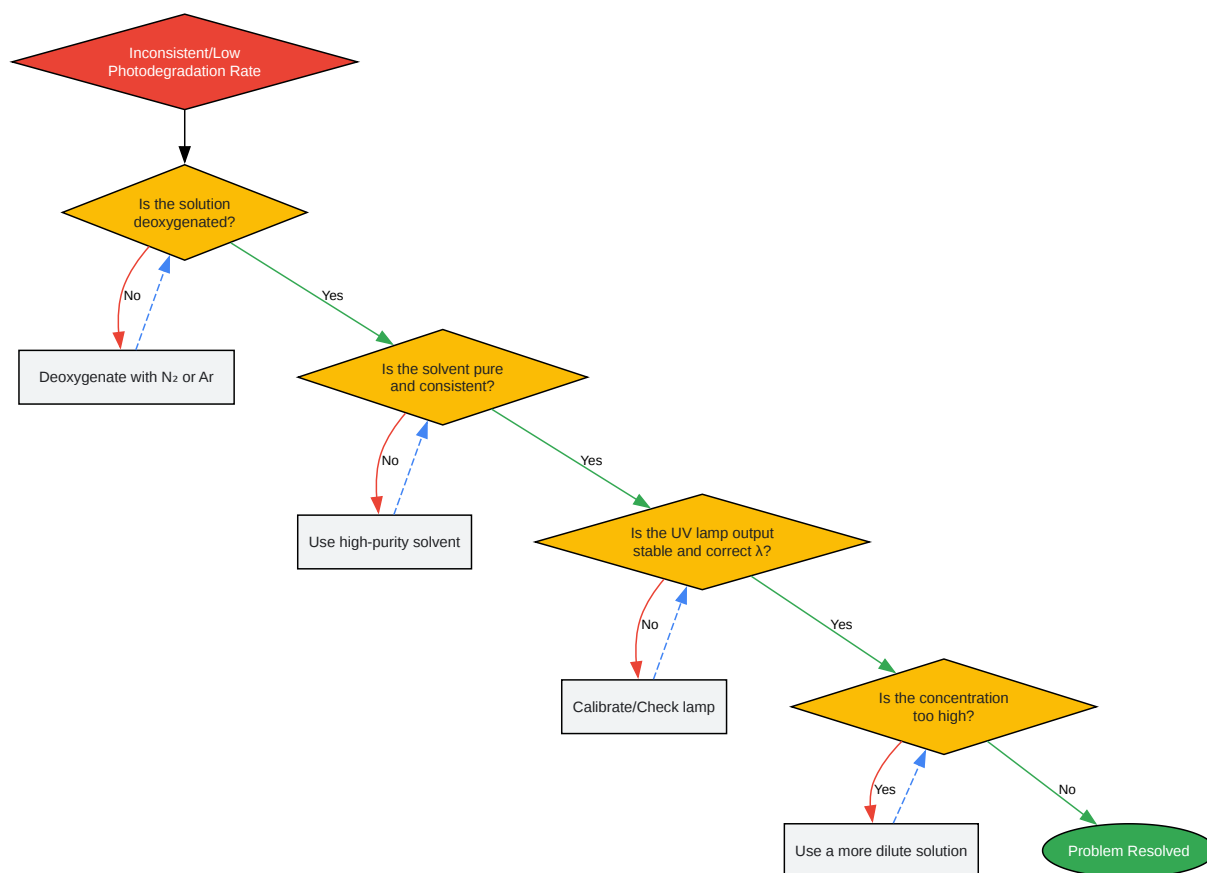 Inconsistent/Low
Photodegradation Rate
Is the solution
deoxygenated?
No
Yes
Deoxygenate with N₂ or Ar
Is the solvent pure
and consistent?
No
Yes
Use high-purity solvent
Is the UV lamp output
stable and correct λ?
No
Yes
Calibrate/Check lamp
Is the concentration
too high?
Yes
No
Use a more dilute solution
Problem Resolved